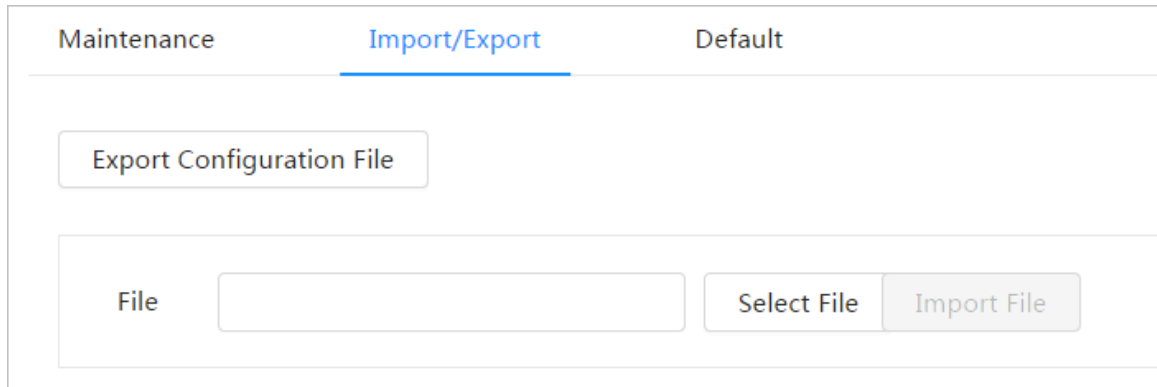 Maintenance Import/Export Default
Export Configuration File
File Select File Import File